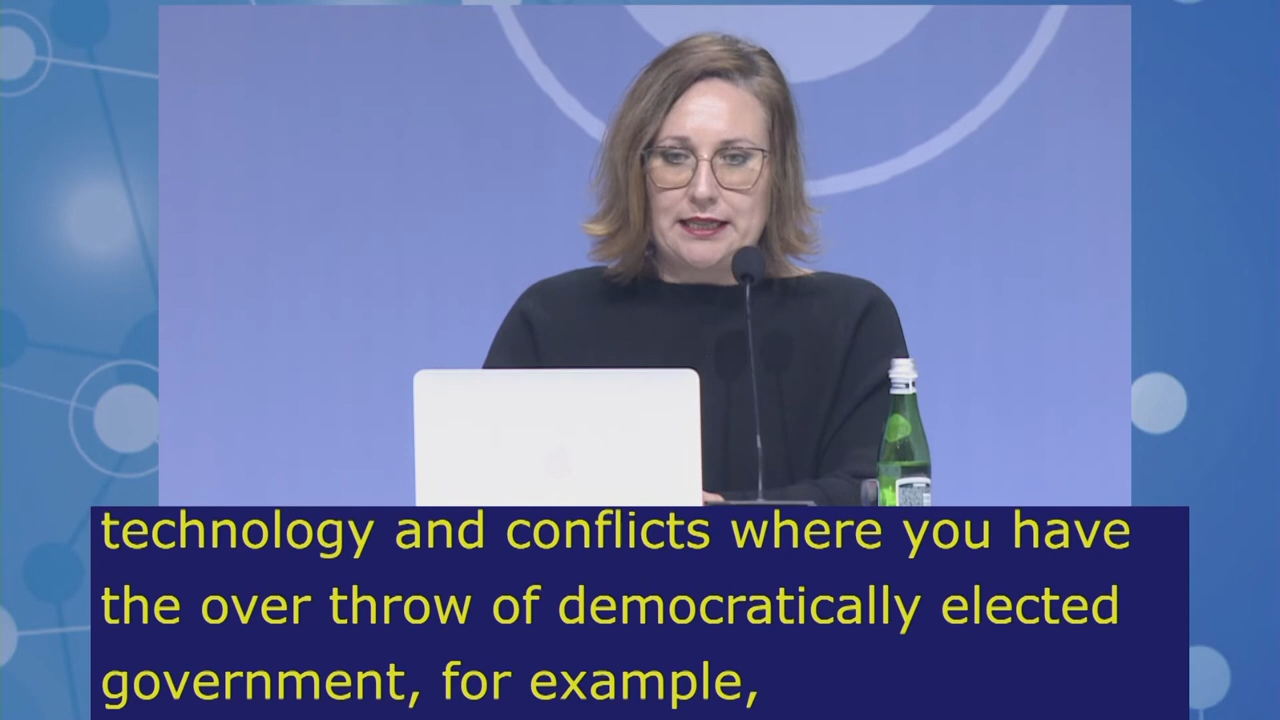 technology and conflicts where you have
the over throw of democratically elected
government, for example,